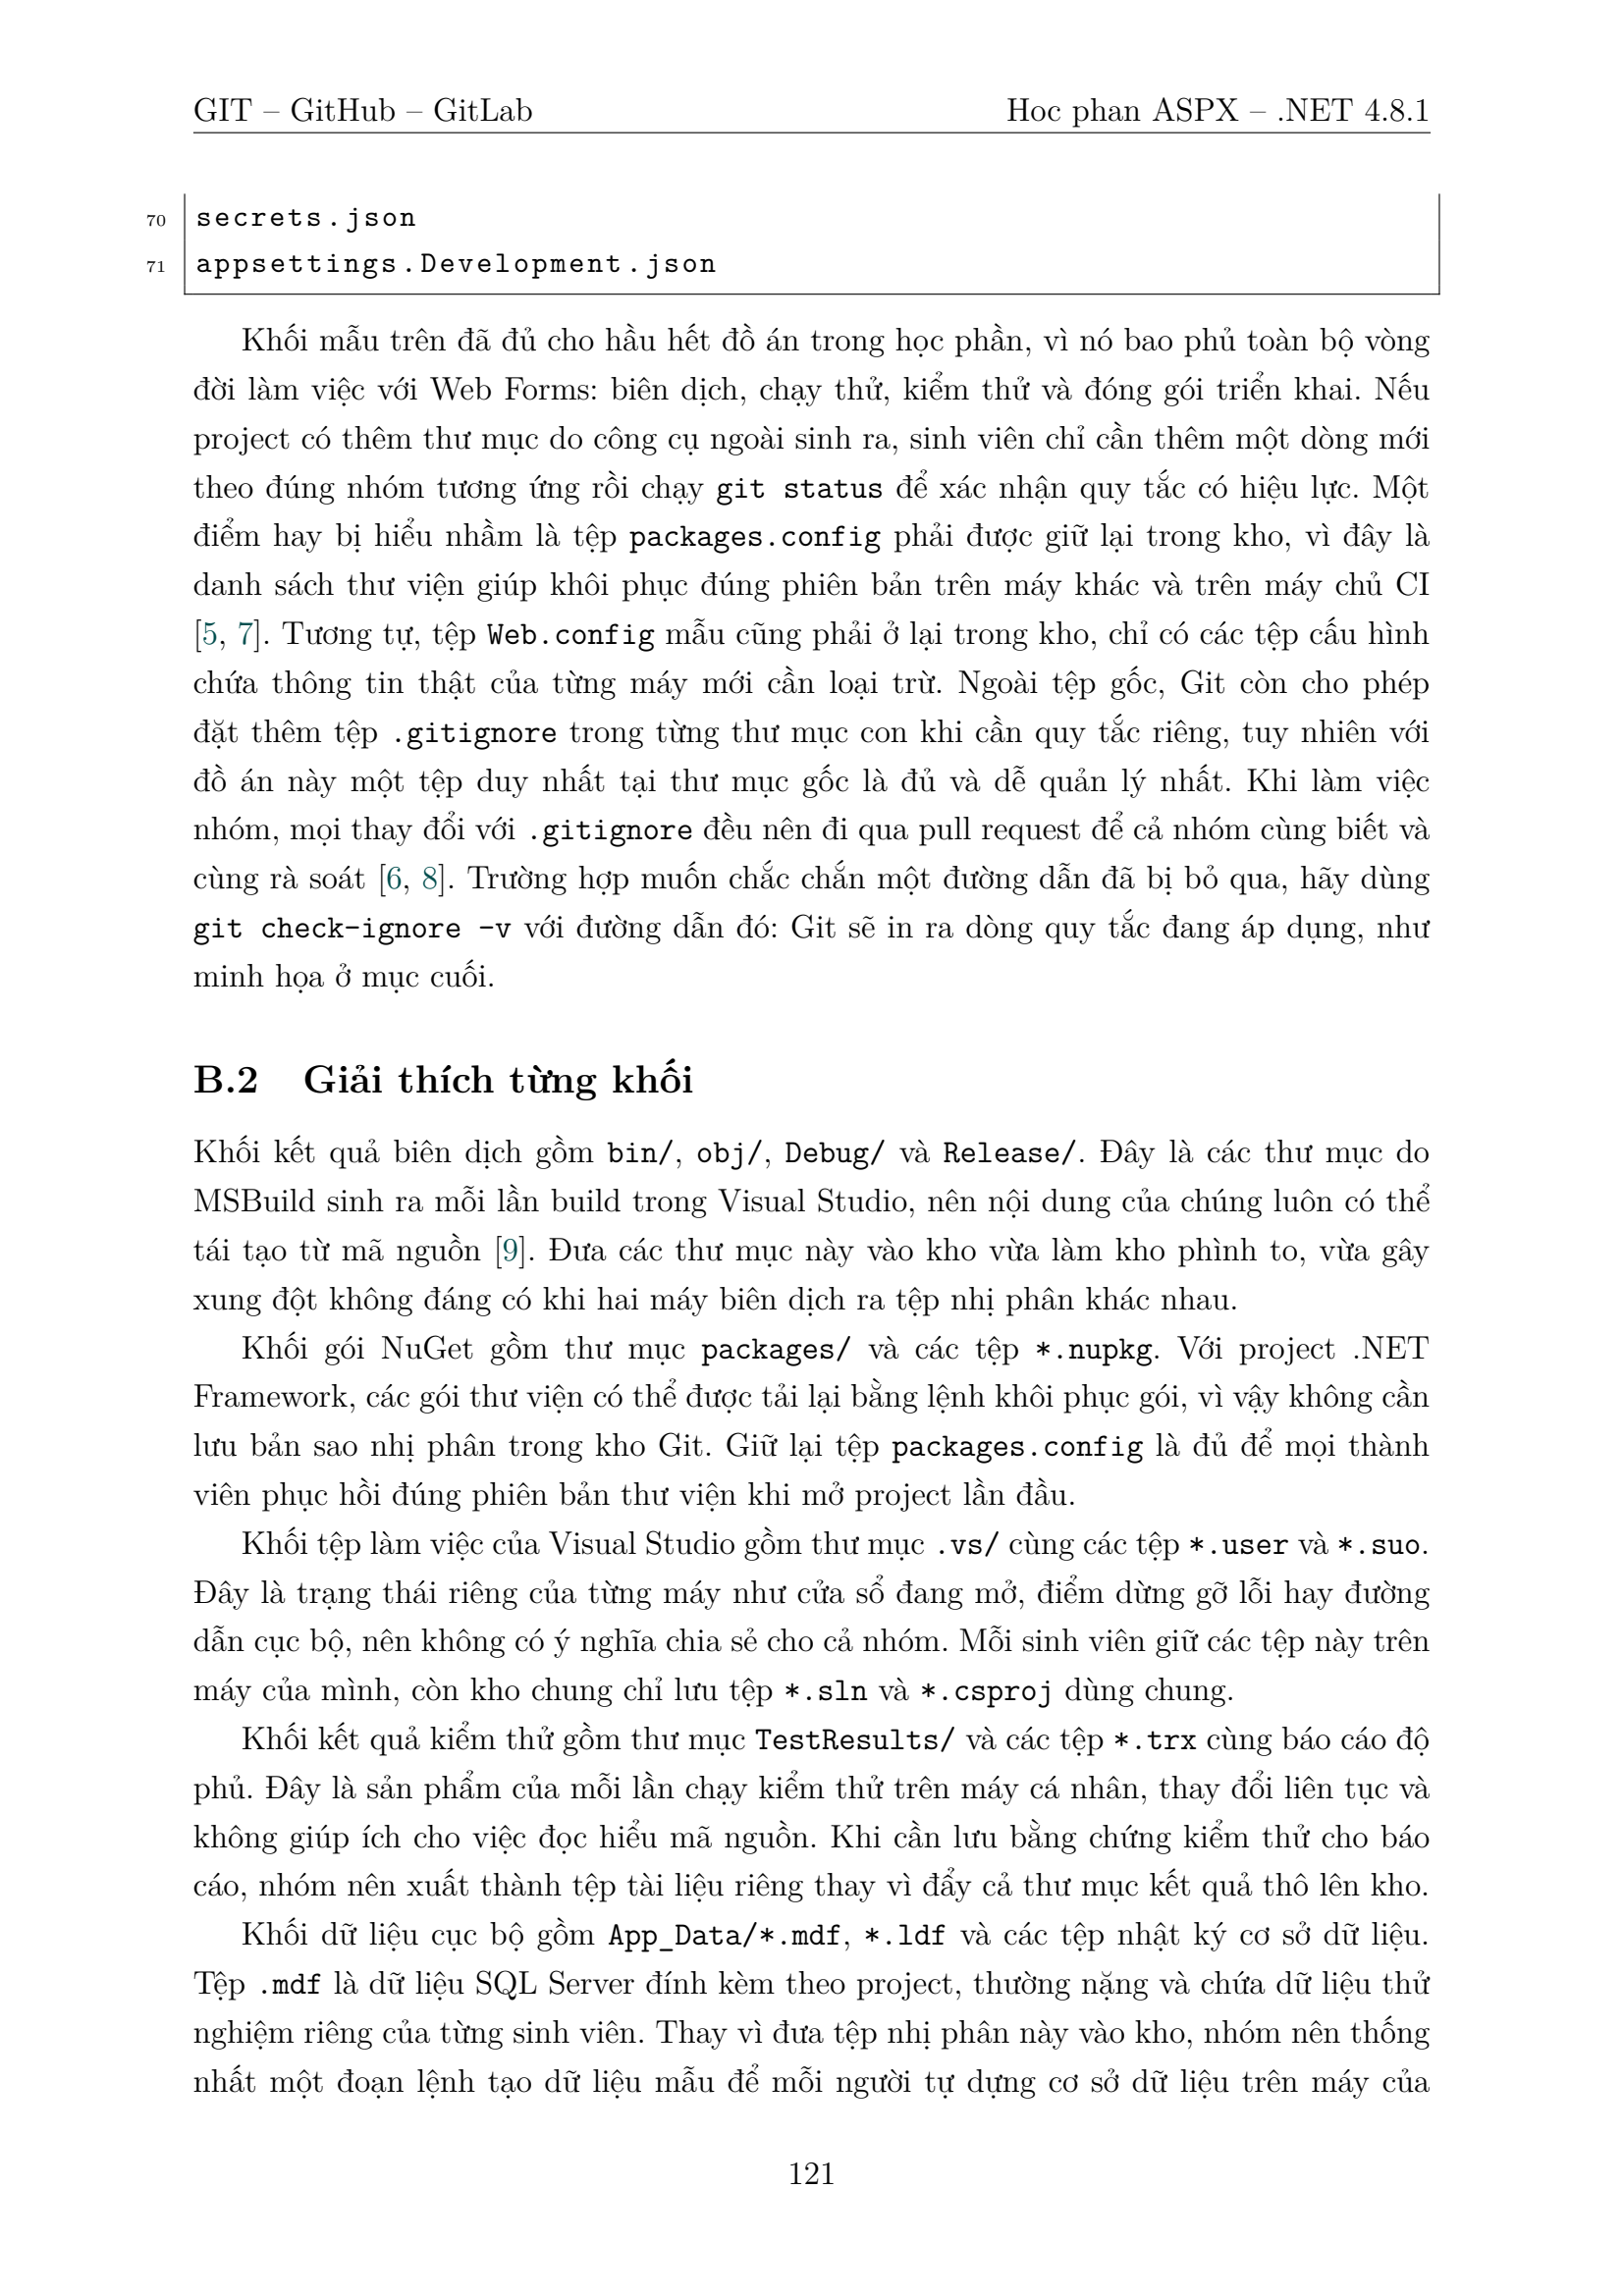 GIT – GitHub – GitLab Hoc phan ASPX – .NET 4.8.1
70 secrets.json
71 appsettings.Development.json
Khối mẫu trên đã đủ cho hầu hết đồ án trong học phần, vì nó bao phủ toàn bộ vòng
đời làm việc với Web Forms: biên dịch, chạy thử, kiểm thử và đóng gói triển khai. Nếu
project có thêm thư mục do công cụ ngoài sinh ra, sinh viên chỉ cần thêm một dòng mới
theo đúng nhóm tương ứng rồi chạy git status để xác nhận quy tắc có hiệu lực. Một
điểm hay bị hiểu nhầm là tệp packages.config phải được giữ lại trong kho, vì đây là
danh sách thư viện giúp khôi phục đúng phiên bản trên máy khác và trên máy chủ CI
[5, 7]. Tương tự, tệp Web.config mẫu cũng phải ở lại trong kho, chỉ có các tệp cấu hình
chứa thông tin thật của từng máy mới cần loại trừ. Ngoài tệp gốc, Git còn cho phép
đặt thêm tệp .gitignore trong từng thư mục con khi cần quy tắc riêng, tuy nhiên với
đồ án này một tệp duy nhất tại thư mục gốc là đủ và dễ quản lý nhất. Khi làm việc
nhóm, mọi thay đổi với .gitignore đều nên đi qua pull request để cả nhóm cùng biết và
cùng rà soát [6, 8]. Trường hợp muốn chắc chắn một đường dẫn đã bị bỏ qua, hãy dùng
git check-ignore -v với đường dẫn đó: Git sẽ in ra dòng quy tắc đang áp dụng, như
minh họa ở mục cuối.
B.2 Giải thích từng khối
Khối kết quả biên dịch gồm bin/, obj/, Debug/ và Release/. Đây là các thư mục do
MSBuild sinh ra mỗi lần build trong Visual Studio, nên nội dung của chúng luôn có thể
tái tạo từ mã nguồn [9]. Đưa các thư mục này vào kho vừa làm kho phình to, vừa gây
xung đột không đáng có khi hai máy biên dịch ra tệp nhị phân khác nhau.
Khối gói NuGet gồm thư mục packages/ và các tệp *.nupkg. Với project .NET
Framework, các gói thư viện có thể được tải lại bằng lệnh khôi phục gói, vì vậy không cần
lưu bản sao nhị phân trong kho Git. Giữ lại tệp packages.config là đủ để mọi thành
viên phục hồi đúng phiên bản thư viện khi mở project lần đầu.
Khối tệp làm việc của Visual Studio gồm thư mục .vs/ cùng các tệp *.user và *.suo.
Đây là trạng thái riêng của từng máy như cửa sổ đang mở, điểm dừng gỡ lỗi hay đường
dẫn cục bộ, nên không có ý nghĩa chia sẻ cho cả nhóm. Mỗi sinh viên giữ các tệp này trên
máy của mình, còn kho chung chỉ lưu tệp *.sln và *.csproj dùng chung.
Khối kết quả kiểm thử gồm thư mục TestResults/ và các tệp *.trx cùng báo cáo độ
phủ. Đây là sản phẩm của mỗi lần chạy kiểm thử trên máy cá nhân, thay đổi liên tục và
không giúp ích cho việc đọc hiểu mã nguồn. Khi cần lưu bằng chứng kiểm thử cho báo
cáo, nhóm nên xuất thành tệp tài liệu riêng thay vì đẩy cả thư mục kết quả thô lên kho.
Khối dữ liệu cục bộ gồm App_Data/*.mdf, *.ldf và các tệp nhật ký cơ sở dữ liệu.
Tệp .mdf là dữ liệu SQL Server đính kèm theo project, thường nặng và chứa dữ liệu thử
nghiệm riêng của từng sinh viên. Thay vì đưa tệp nhị phân này vào kho, nhóm nên thống
nhất một đoạn lệnh tạo dữ liệu mẫu để mỗi người tự dựng cơ sở dữ liệu trên máy của
121